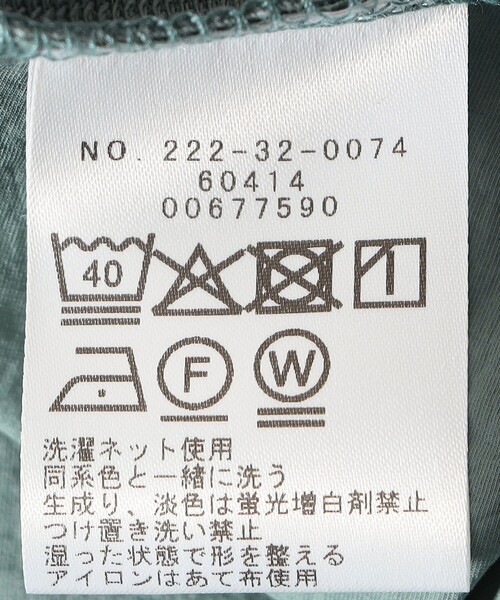 NO. 222-32-0074
60414
00677590
40
F W
洗濯ネット使用
同系色と一緒に洗う
生成り、淡色は蛍光増白剤禁止
つけ置き洗い禁止
湿った状態で形を整える
アイロンはあて布使用